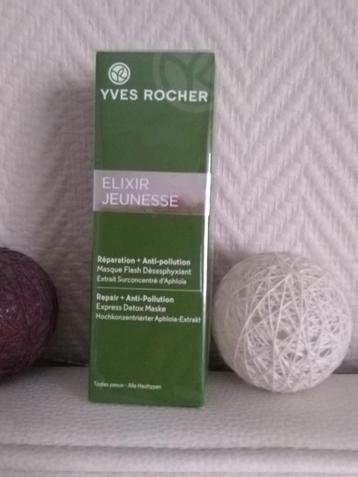 YVES ROCHER
ELIXIR
JEUNESSE
Réparation + Anti-pollution
Masque Flash Désasphyxiant
Extrait Surconcentré d'Aphloïa
Repair + Anti-Pollution
Express Detox Maske
Hochkonzentrierter Aphloia-Extrakt
Toutes peaux - Alle Hauttypen